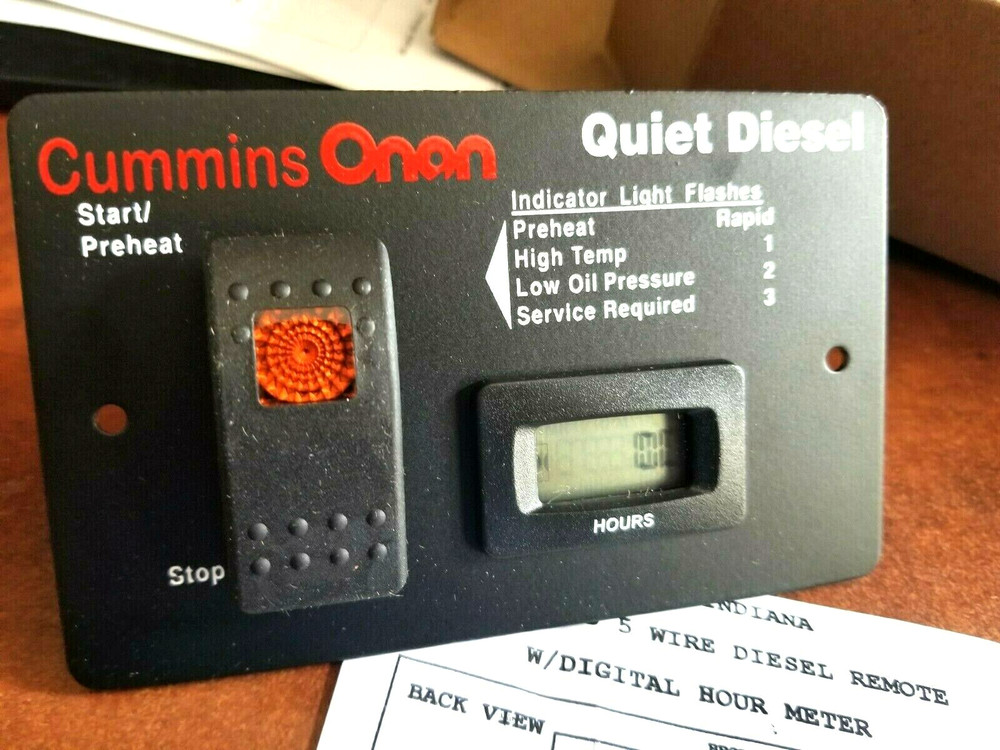 Cummins Onan
Quiet Diesel
Start/
Preheat
Indicator Light Flashes
Preheat Rapid
High Temp 1
Low Oil Pressure 2
Service Required 3
HOURS
Stop
INDIANA
5 WIRE DIESEL REMOTE
W/DIGITAL HOUR METER
BACK VIEW